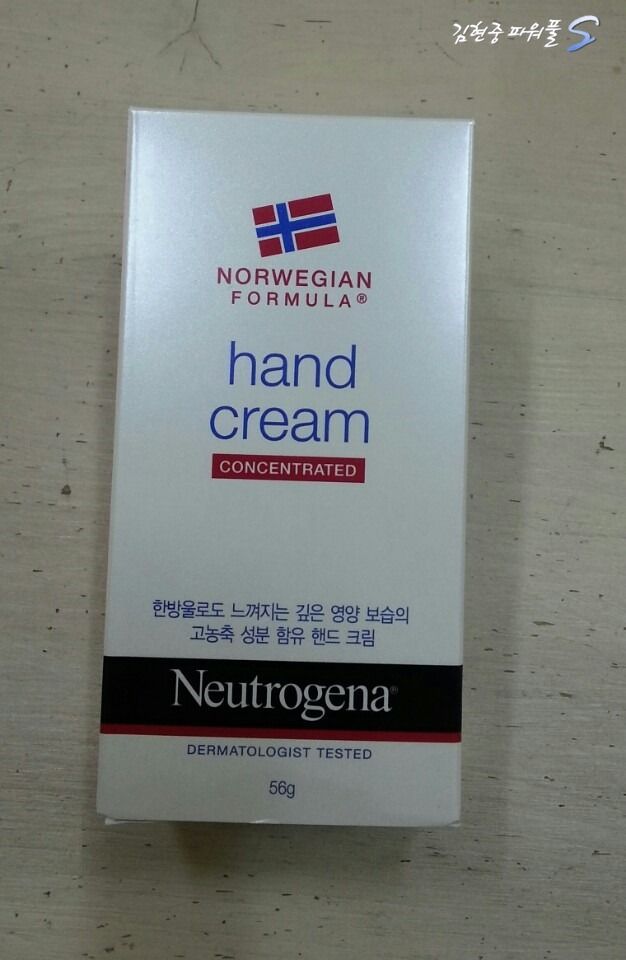 김현중 파워풀 S
NORWEGIAN
FORMULA®
hand
cream
CONCENTRATED
한방울로도 느껴지는 깊은 영양 보습의
고농축 성분 함유 핸드 크림
Neutrogena®
DERMATOLOGIST TESTED
56g